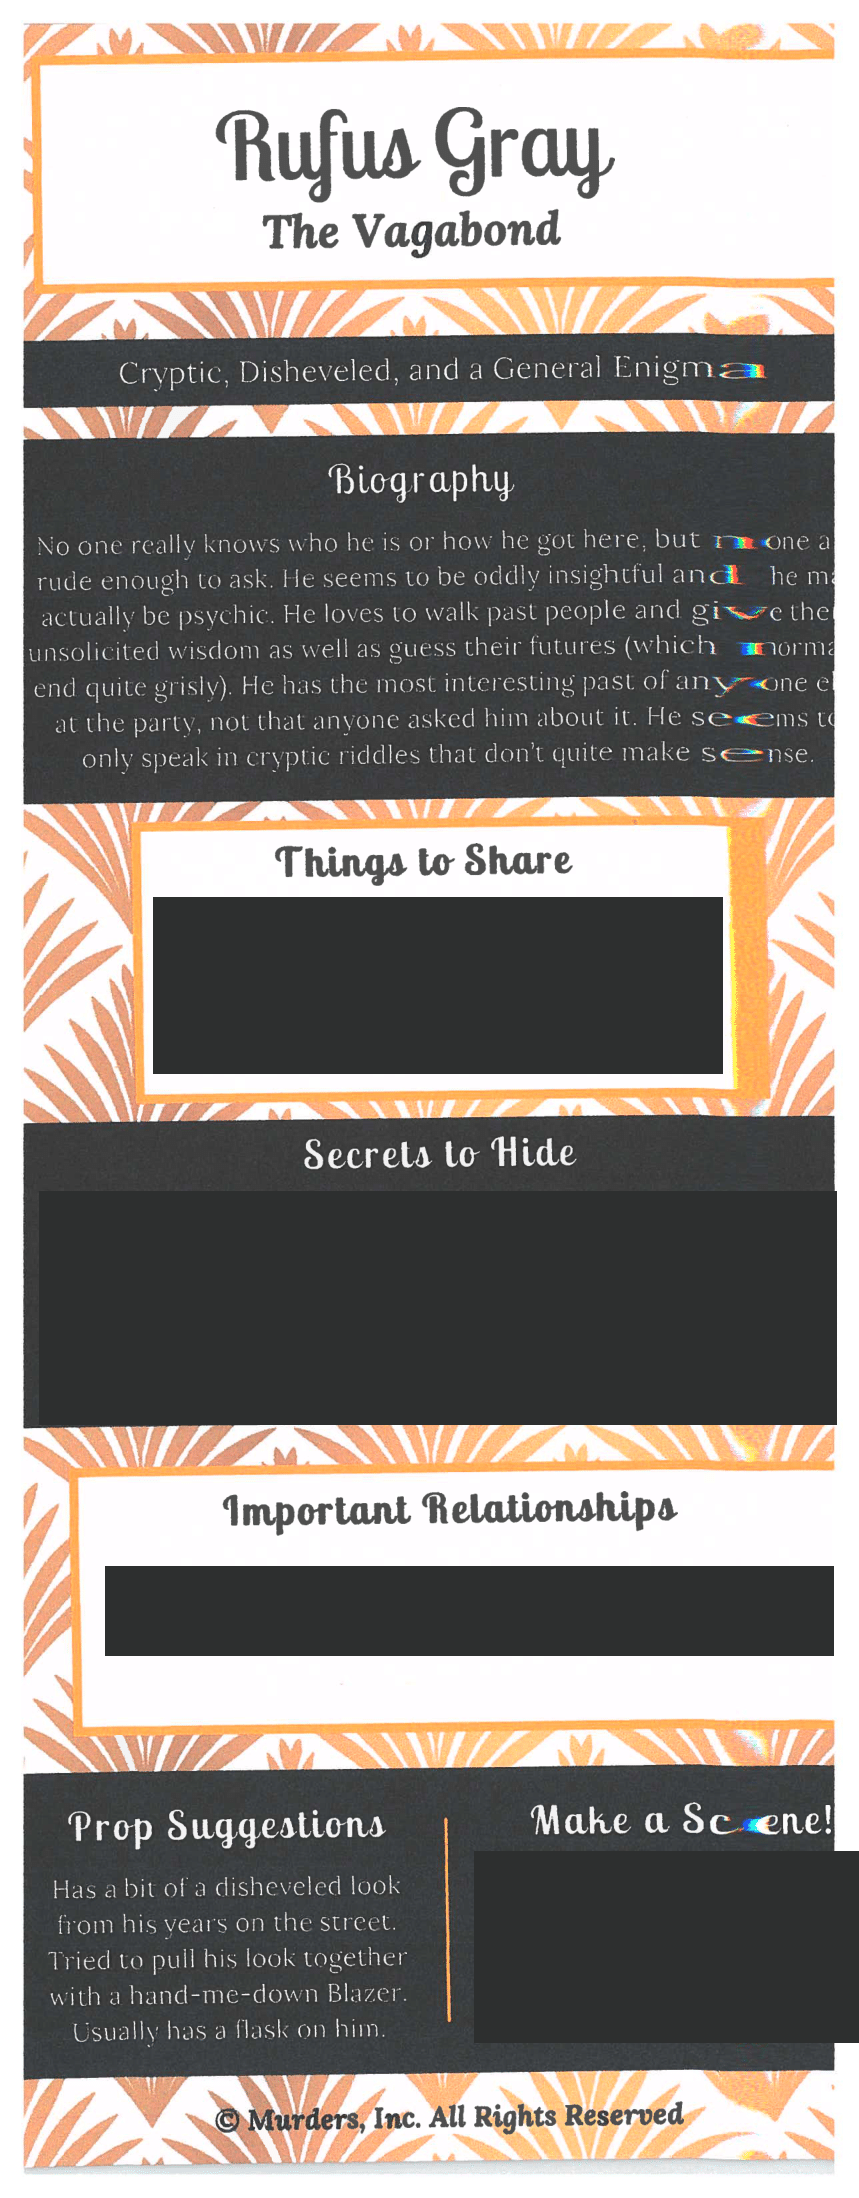 Rufus Gray
The Vagabond
Cryptic, Disheveled, and a General Enigma
Biography
No one really knows who he is or how he got here, but one a
rude enough to ask. He seems to be oddly insightful and he ma
actually be psychic. He loves to walk past people and give the
unsolicited wisdom as well as guess their futures (which norma
end quite grisly). He has the most interesting past of anyone el
at the party, not that anyone asked him about it. He seems to
only speak in cryptic riddles that don't quite make sense.
Things to Share
Secrets to Hide
Important Relationships
Prop Suggestions
Has a bit of a disheveled look
from his years on the street.
Tried to pull his look together
with a hand-me-down Blazer.
Usually has a flask on him.
Make a Scene!
© Murders, Inc. All Rights Reserved